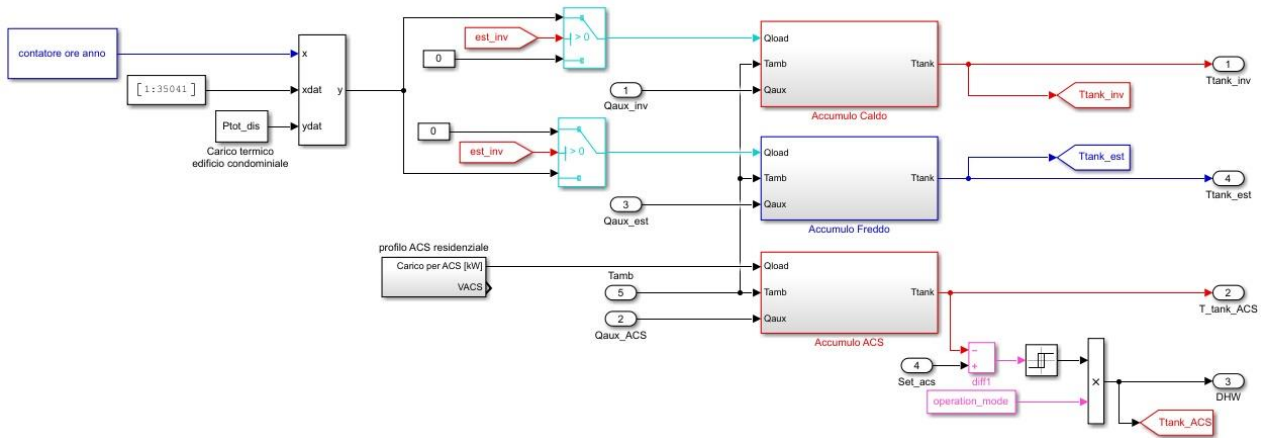 contatore ore anno
[1:35041]
Ptot_dis
Carico termico
edificio condominiale
x
xdat
ydat
y
est_inv
0
> 0
1
Qaux_inv
Qload
Tamb
Qaux
Ttank
Accumulo Caldo
1
Ttank_inv
Ttank_inv
0
est_inv
> 0
3
Qaux_est
Qload
Tamb
Qaux
Ttank
Accumulo Freddo
Ttank_est
4
Ttank_est
profilo ACS residenziale
Carico per ACS [kW]
VACS
Tamb
5
2
Qaux_ACS
Qload
Tamb
Qaux
Ttank
Accumulo ACS
2
T_tank_ACS
4
Set_acs
−
+
diff1
operation_mode
×
3
DHW
Ttank_ACS